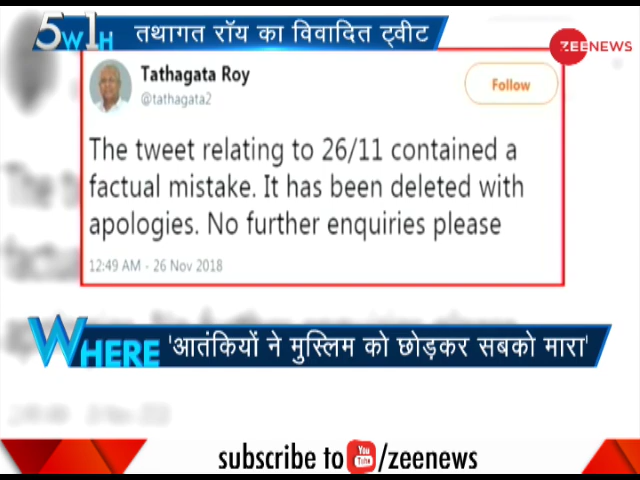 5W1H
तथागत रॉय का विवादित ट्वीट
ZEENEWS
Tathagata Roy
@tathagata2
Follow
The tweet relating to 26/11 contained a
factual mistake. It has been deleted with
apologies. No further enquiries please
12:49 AM - 26 Nov 2018
WHERE 'आतंकियों ने मुस्लिम को छोड़कर सबको मारा'
subscribe to You Tube /zeenews